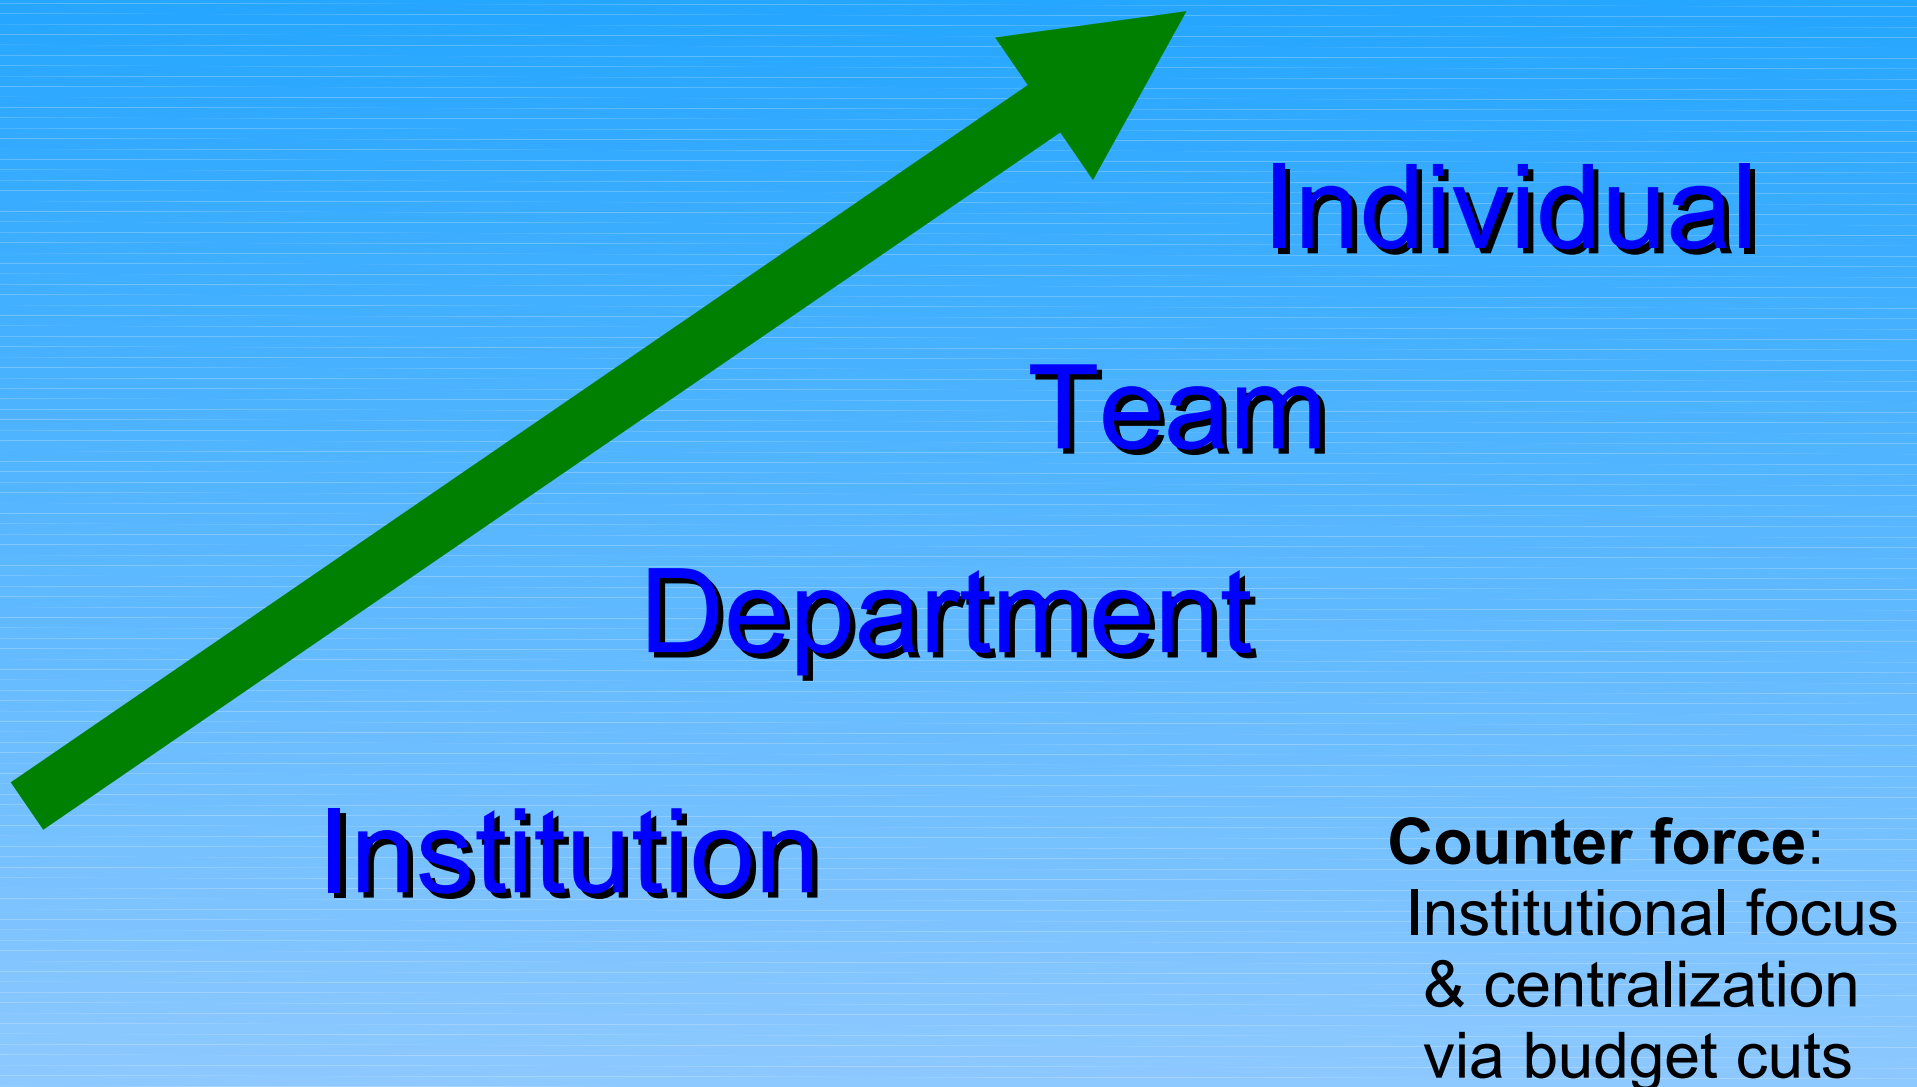 Individual
Team
Department
Institution
Counter force:
Institutional focus
& centralization
via budget cuts